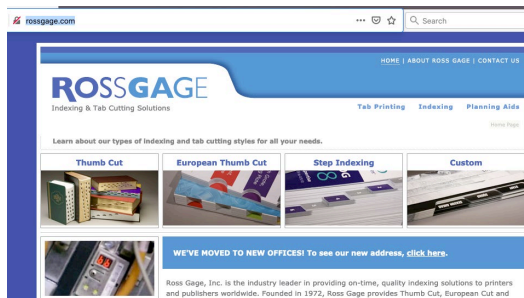 rossgage.com
Search
HOME | ABOUT ROSS GAGE | CONTACT US
ROSSGAGE
Indexing & Tab Cutting Solutions
Tab Printing Indexing Planning Aids
Home Page
Learn about our types of indexing and tab cutting styles for all your needs.
Thumb Cut European Thumb Cut Step Indexing Custom
WE'VE MOVED TO NEW OFFICES! To see our new address, click here.
Ross Gage, Inc. is the industry leader in providing on-time, quality indexing solutions to printers
and publishers worldwide. Founded in 1972, Ross Gage provides Thumb Cut, European Cut and